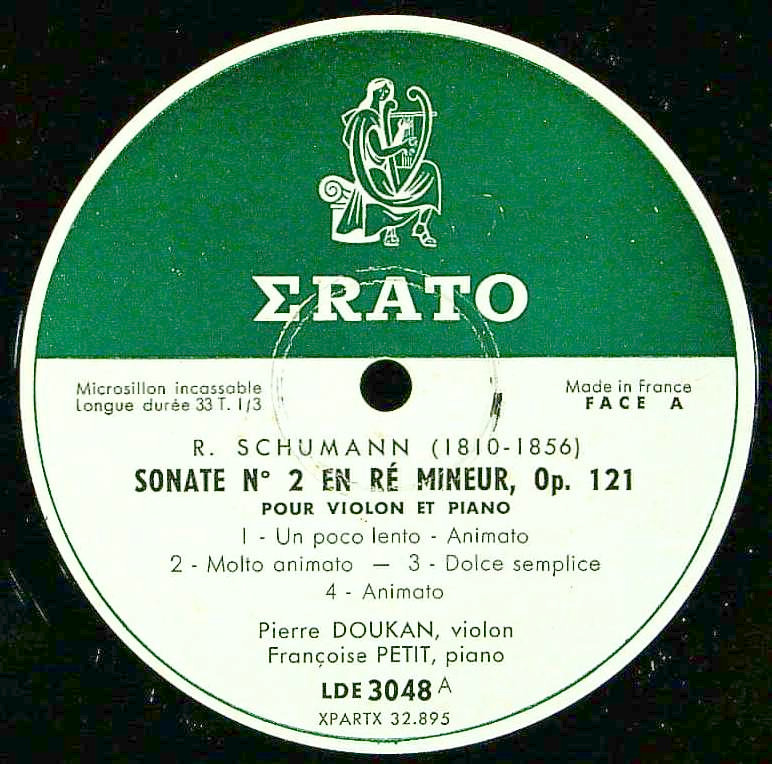 ΣRATO
Microsillon incassable
Longue durée 33 T. 1/3
Made in France
FACE A
R. SCHUMANN (1810-1856)
SONATE N° 2 EN RÉ MINEUR, Op. 121
POUR VIOLON ET PIANO
1 - Un poco lento - Animato
2 - Molto animato — 3 - Dolce semplice
4 - Animato
Pierre DOUKAN, violon
Françoise PETIT, piano
LDE 3048 A
XPARTX 32.895